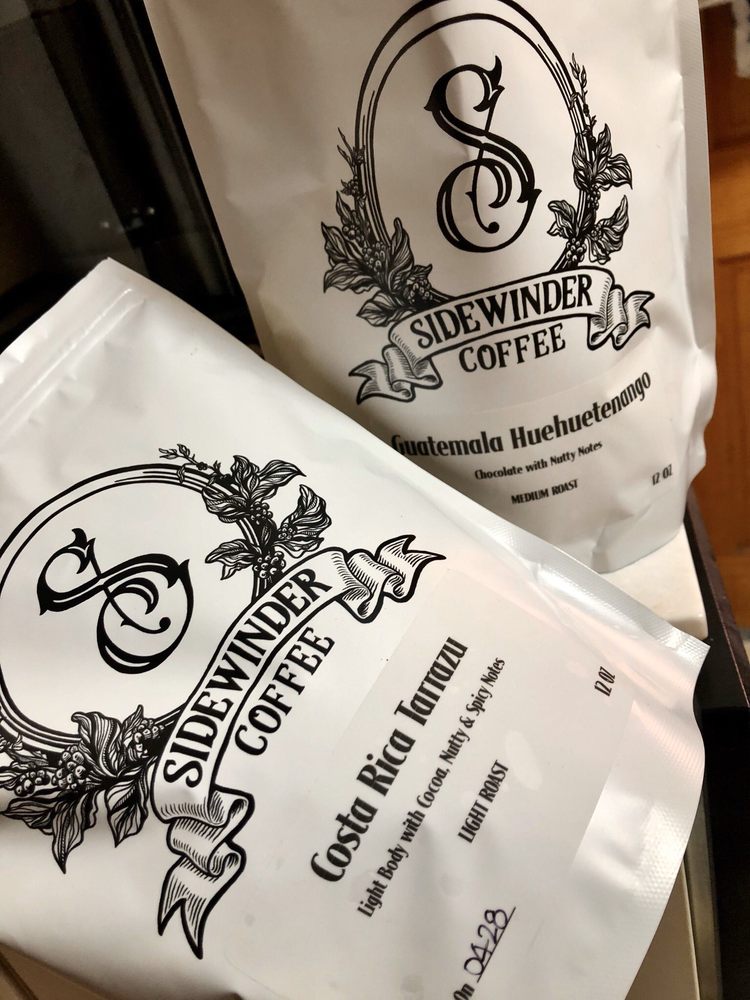 S
SIDEWINDER
COFFEE
Guatemala Huehuetenango
Chocolate with Nutty Notes
MEDIUM ROAST
12 OZ
S
SIDEWINDER
COFFEE
Costa Rica Tarrazu
Light Body with Cocoa, Nutty & Spicy Notes
LIGHT ROAST
12 OZ
On 04-28